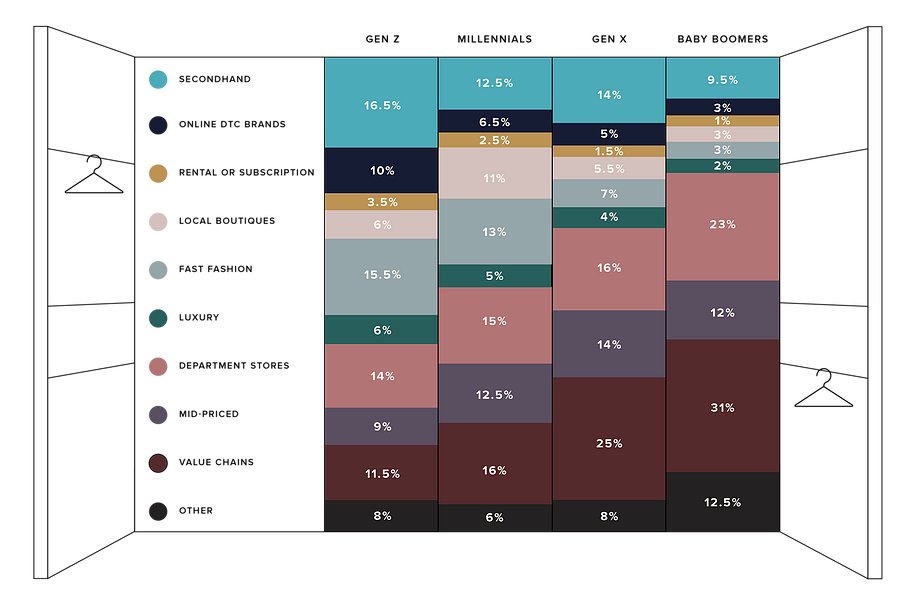 GEN Z MILLENNIALS GEN X BABY BOOMERS
SECONDHAND 16.5% 12.5% 14% 9.5%
ONLINE DTC BRANDS 10% 6.5% 5% 3%
RENTAL OR SUBSCRIPTION 3.5% 2.5% 1.5% 1%
LOCAL BOUTIQUES 6% 11% 5.5% 3%
FAST FASHION 15.5% 13% 7% 3%
LUXURY 6% 5% 4% 2%
DEPARTMENT STORES 14% 15% 16% 23%
MID-PRICED 9% 12.5% 14% 12%
VALUE CHAINS 11.5% 16% 25% 31%
OTHER 8% 6% 8% 12.5%